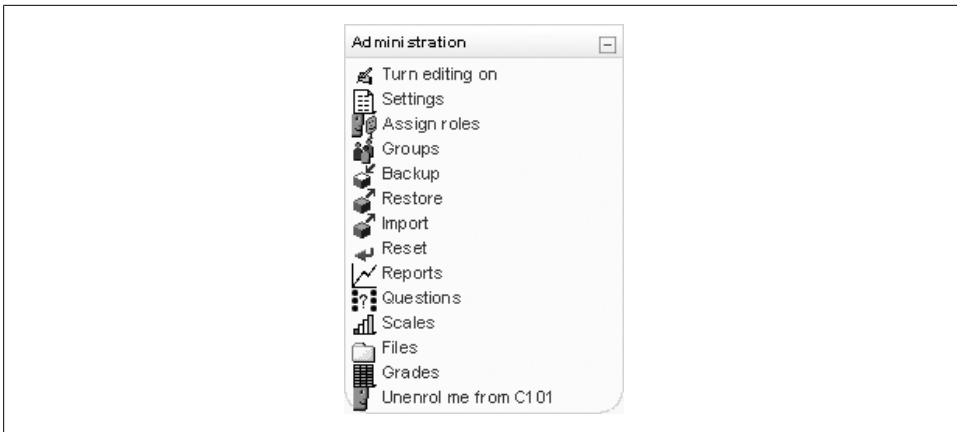 Administration
Turn editing on
Settings
Assign roles
Groups
Backup
Restore
Import
Reset
Reports
Questions
Scales
Files
Grades
Unenrol me from C101